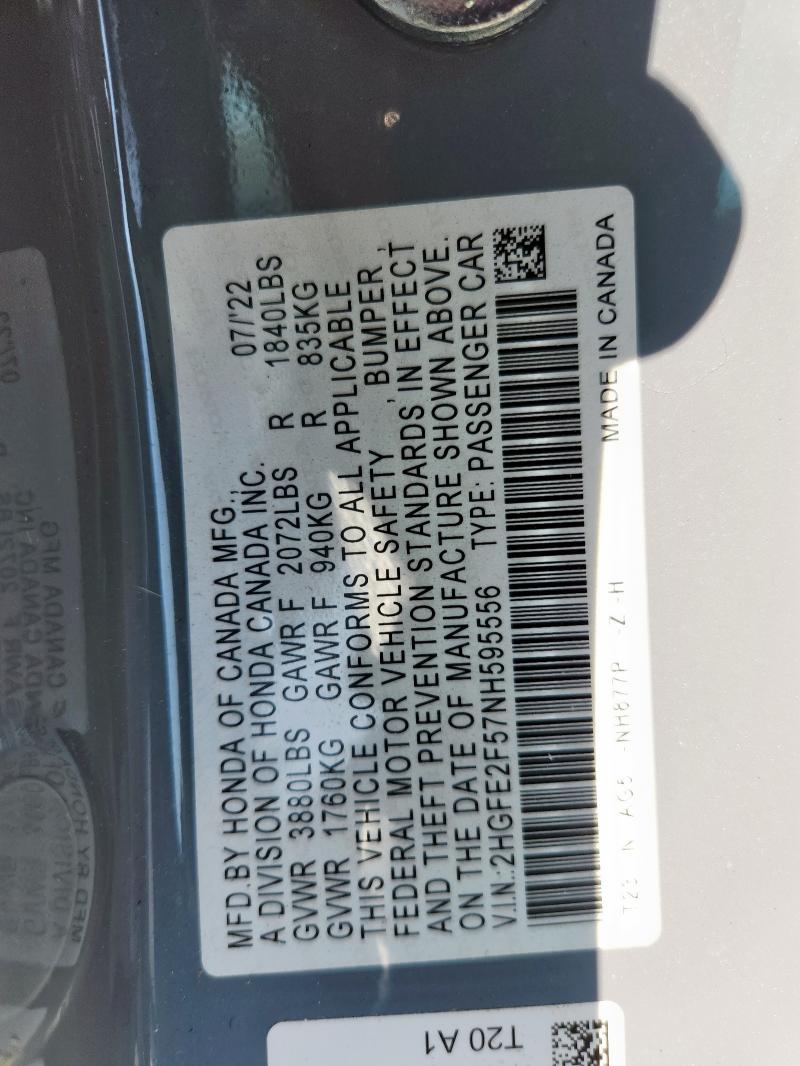 MFD.BY HONDA OF CANADA MFG.,
A DIVISION OF HONDA CANADA INC. 07/'22
GVWR 3880LBS GAWR F 2072LBS R 1840LBS
GVWR 1760KG GAWR F 940KG R 835KG
THIS VEHICLE CONFORMS TO ALL APPLICABLE
FEDERAL MOTOR VEHICLE SAFETY , BUMPER ,
AND THEFT PREVENTION STANDARDS IN EFFECT
ON THE DATE OF MANUFACTURE SHOWN ABOVE.
V.I.N.:2HGFE2F57NH595556 TYPE: PASSENGER CAR
MADE IN CANADA
NH877P -Z -H
T20 A1